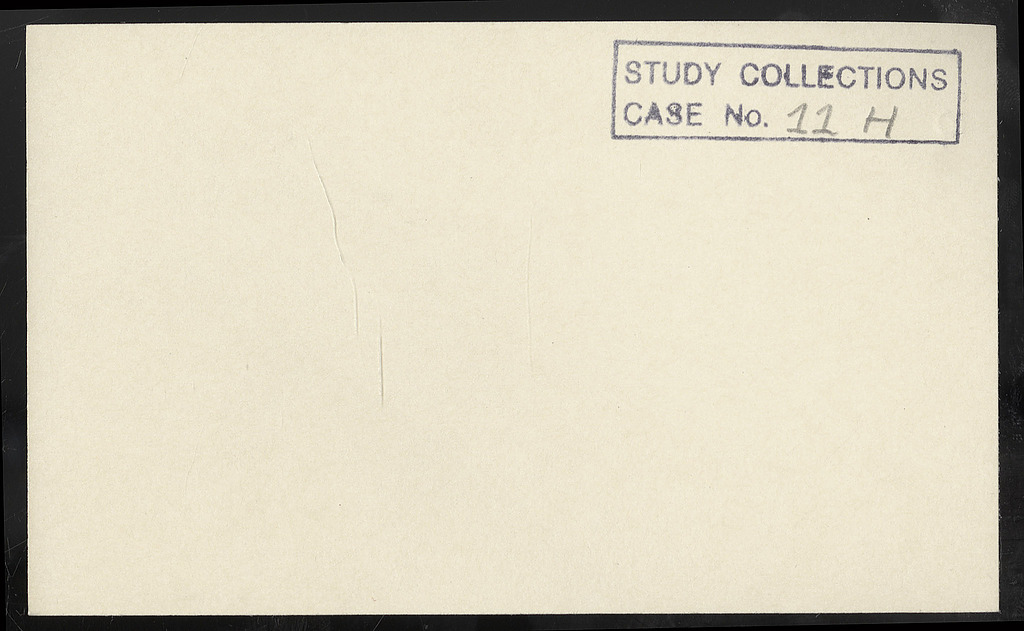 STUDY COLLECTIONS
CASE No. 11 H